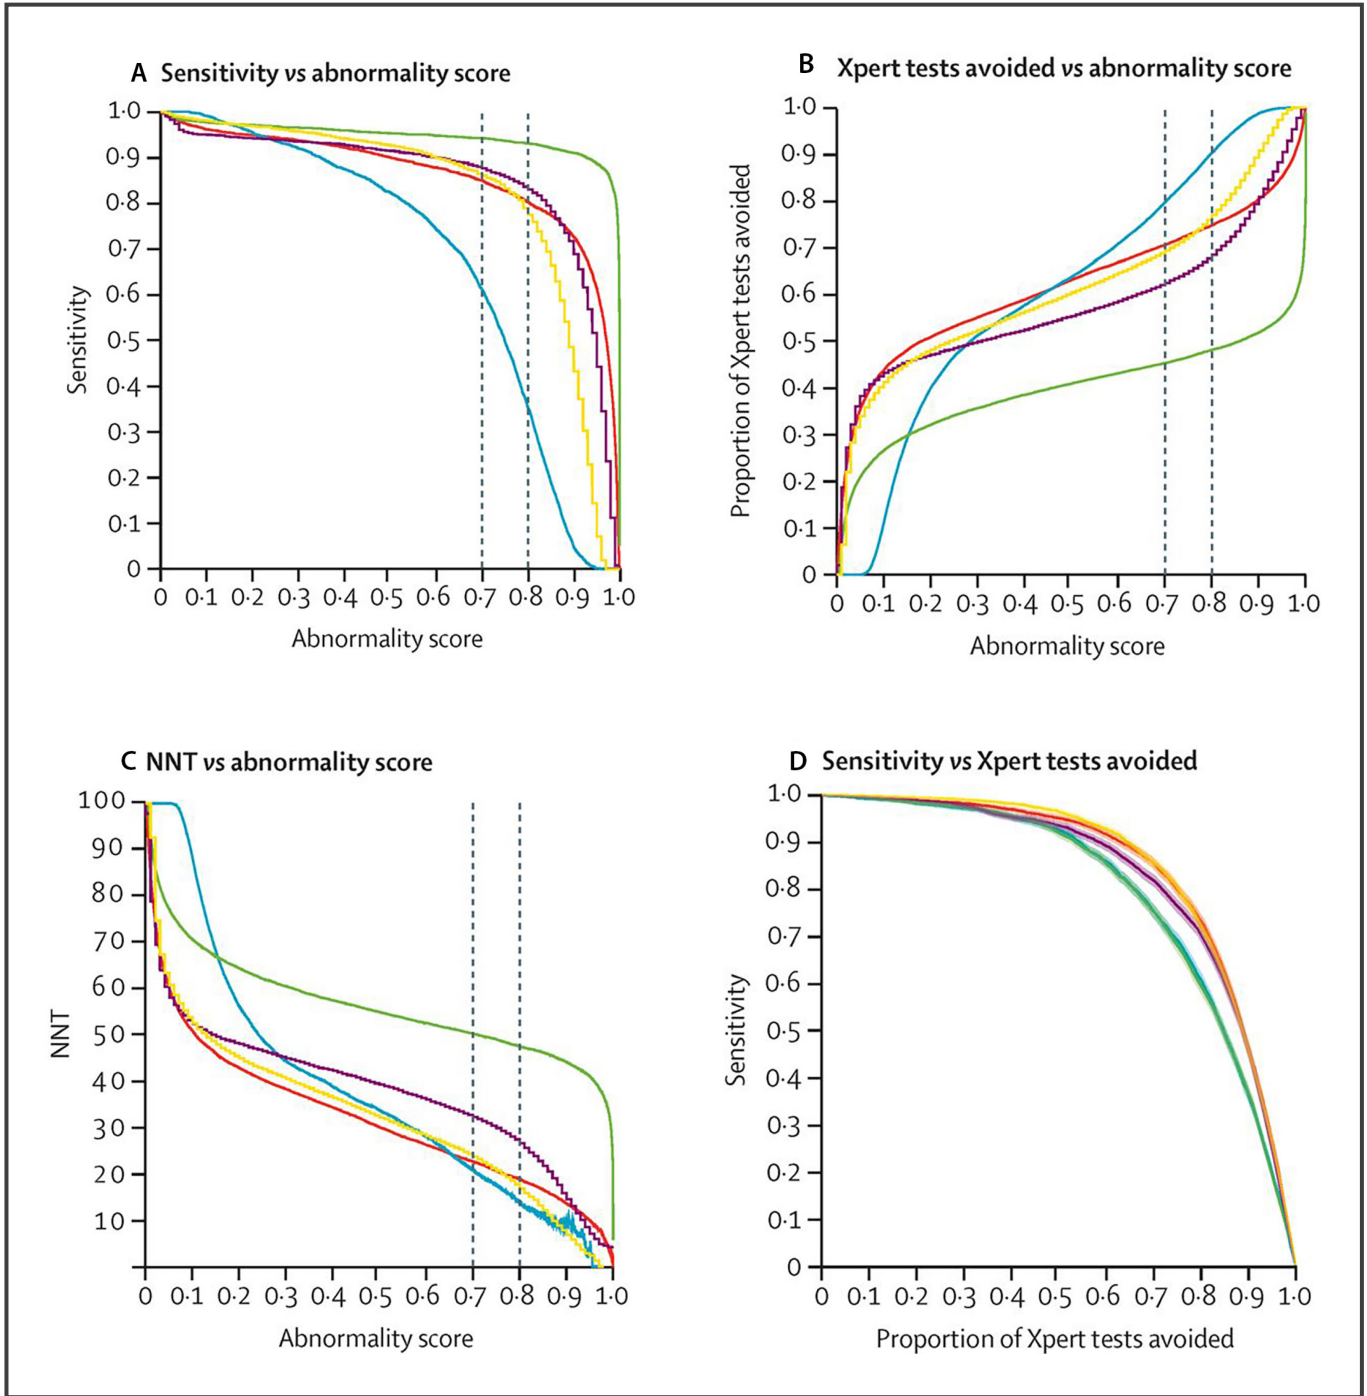 A Sensitivity vs abnormality score
1·0
0·9
0·8
0·7
0·6
0·5
0·4
0·3
0·2
0·1
0
Sensitivity
0 0·1 0·2 0·3 0·4 0·5 0·6 0·7 0·8 0·9 1·0
Abnormality score
B Xpert tests avoided vs abnormality score
1·0
0·9
0·8
0·7
0·6
0·5
0·4
0·3
0·2
0·1
0
Proportion of Xpert tests avoided
0 0·1 0·2 0·3 0·4 0·5 0·6 0·7 0·8 0·9 1·0
Abnormality score
C NNT vs abnormality score
100
90
80
70
60
50
40
30
20
10
NNT
0 0·1 0·2 0·3 0·4 0·5 0·6 0·7 0·8 0·9 1·0
Abnormality score
D Sensitivity vs Xpert tests avoided
1·0
0·9
0·8
0·7
0·6
0·5
0·4
0·3
0·2
0·1
0
Sensitivity
0 0·1 0·2 0·3 0·4 0·5 0·6 0·7 0·8 0·9 1·0
Proportion of Xpert tests avoided